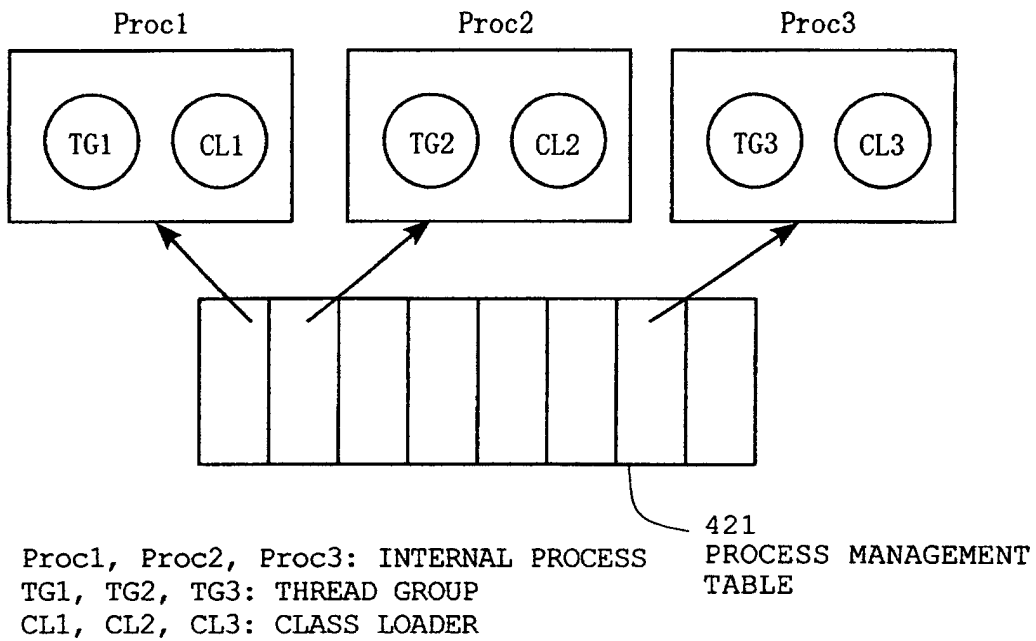 Proc1 Proc2 Proc3
TG1 CL1 TG2 CL2 TG3 CL3
421
PROCESS MANAGEMENT
TABLE
Proc1, Proc2, Proc3: INTERNAL PROCESS
TG1, TG2, TG3: THREAD GROUP
CL1, CL2, CL3: CLASS LOADER